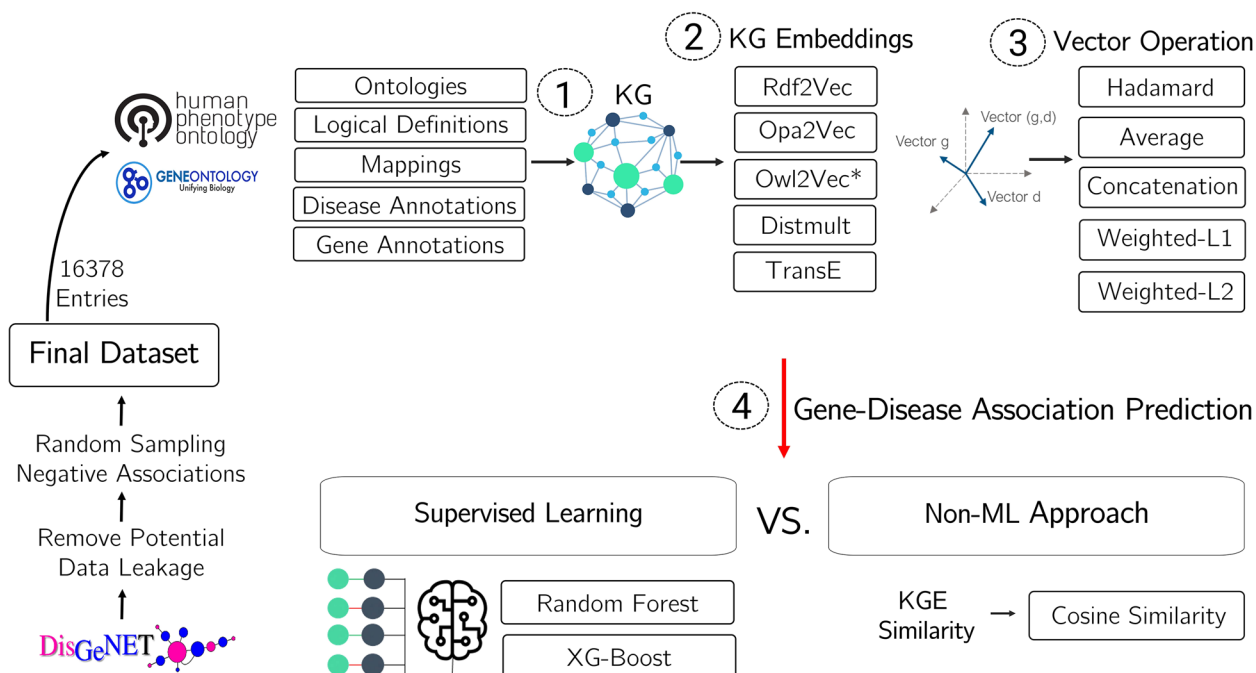 2 KG Embeddings
3 Vector Operation
human
phenotype
ontology
GENEONTOLOGY
Unifying Biology
Ontologies
Logical Definitions
Mappings
Disease Annotations
Gene Annotations
1 KG
Rdf2Vec
Opa2Vec
Owl2Vec*
Distmult
TransE
Vector g
Vector (g,d)
Vector d
Hadamard
Average
Concatenation
Weighted-L1
Weighted-L2
16378
Entries
Final Dataset
Random Sampling
Negative Associations
Remove Potential
Data Leakage
DisGeNET
4 Gene-Disease Association Prediction
Supervised Learning
VS.
Non-ML Approach
Random Forest
XG-Boost
KGE
Similarity
Cosine Similarity